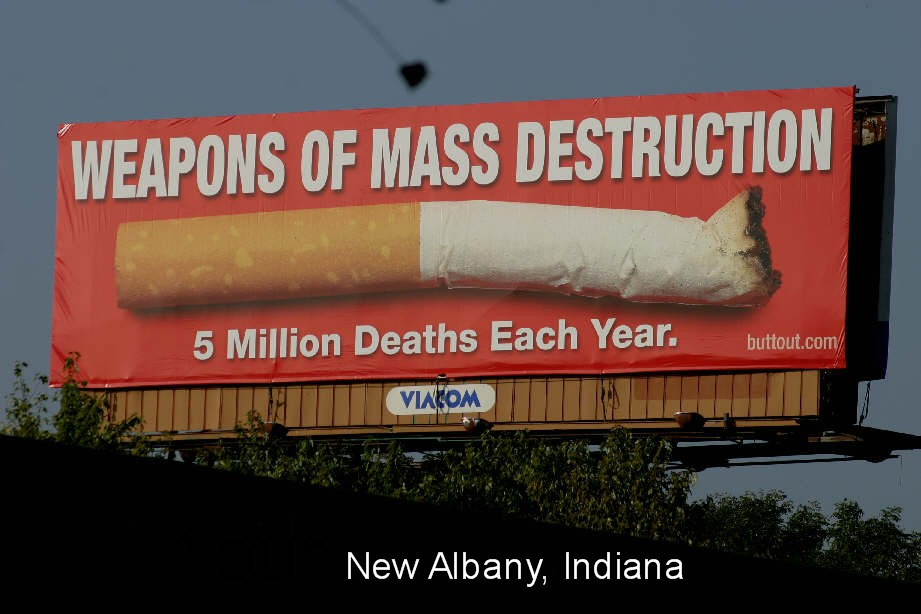 WEAPONS OF MASS DESTRUCTION
5 Million Deaths Each Year.
buttout.com
VIACOM
New Albany, Indiana